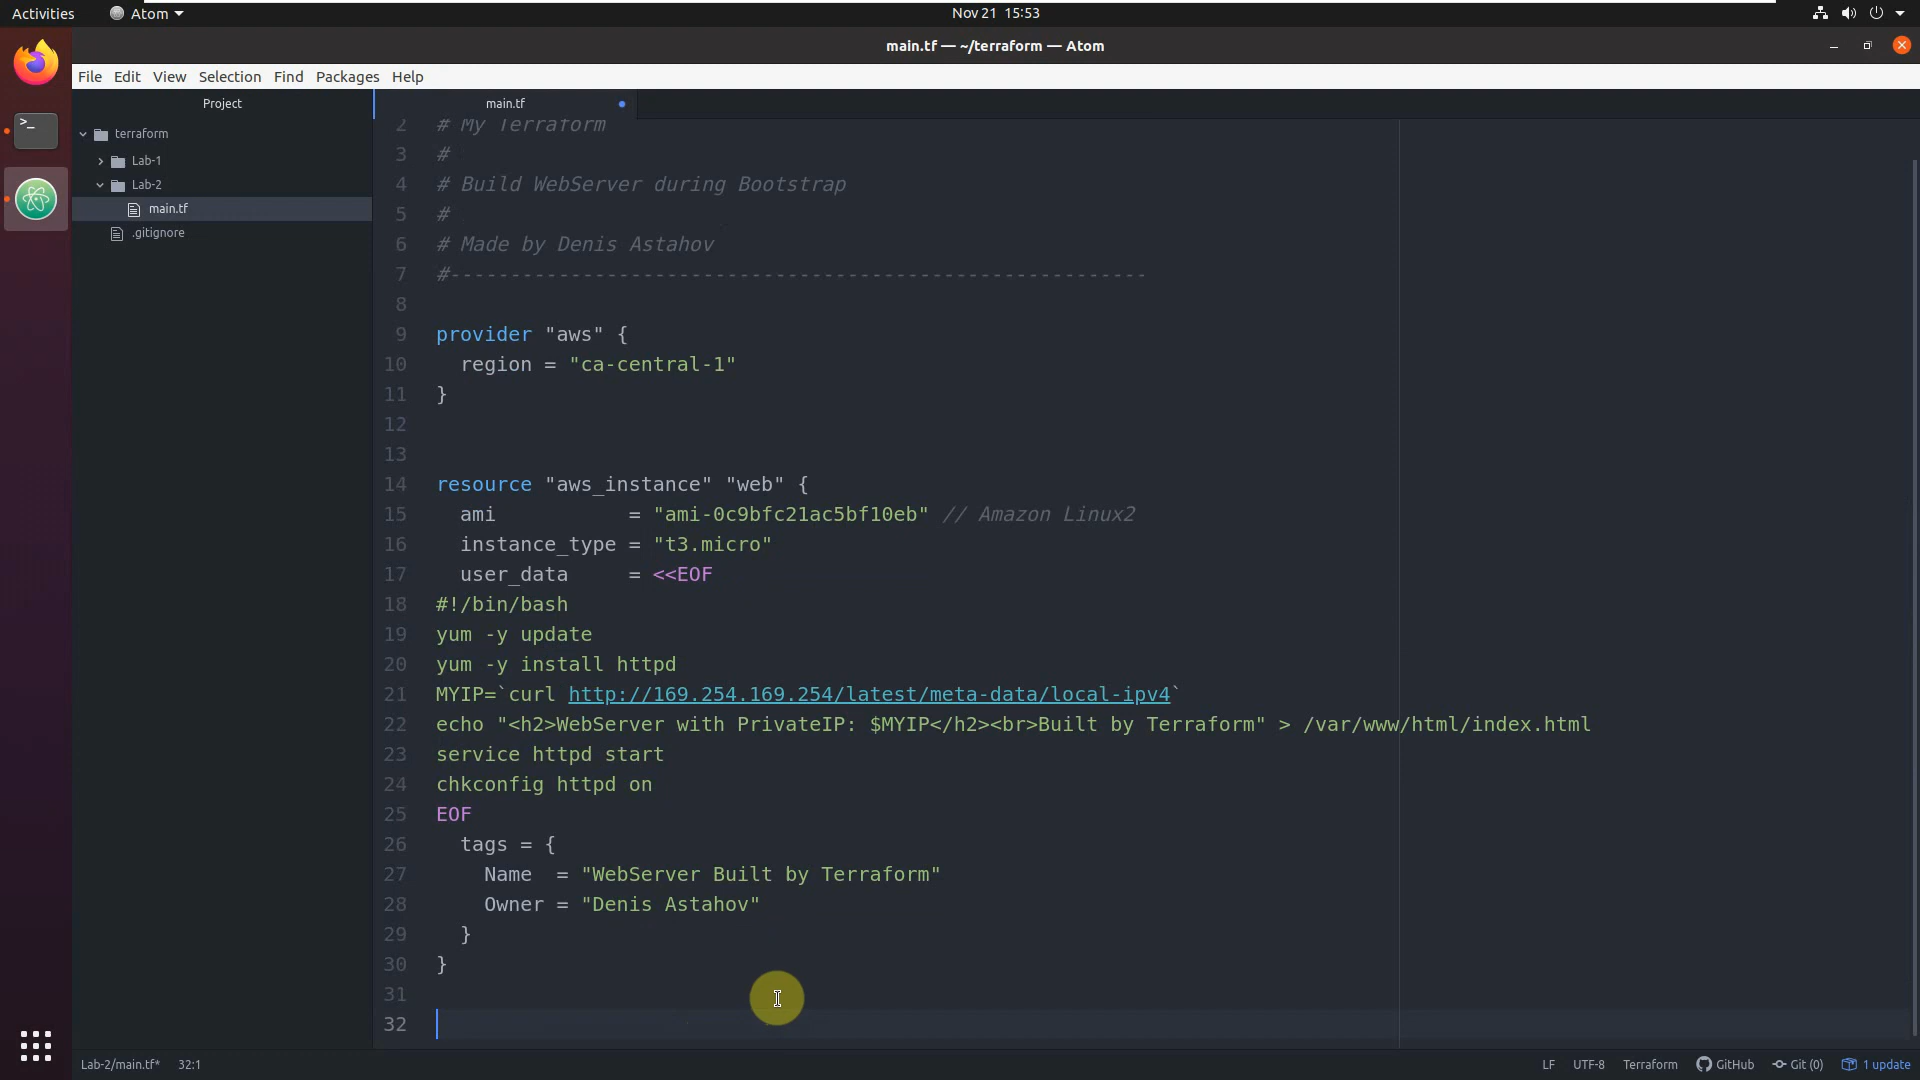 Activities
Atom
Nov 21 15:53
main.tf — ~/terraform — Atom
File Edit View Selection Find Packages Help
Project
terraform
Lab-1
Lab-2
main.tf
.gitignore
main.tf
2 # My Terraform
3 #
4 # Build WebServer during Bootstrap
5 #
6 # Made by Denis Astahov
7 #----------------------------------------------------------
8
9 provider "aws" {
10   region = "ca-central-1"
11 }
12
13
14 resource "aws_instance" "web" {
15   ami           = "ami-0c9bfc21ac5bf10eb" // Amazon Linux2
16   instance_type = "t3.micro"
17   user_data     = <<EOF
18 #!/bin/bash
19 yum -y update
20 yum -y install httpd
21 MYIP=`curl http://169.254.169.254/latest/meta-data/local-ipv4`
22 echo "<h2>WebServer with PrivateIP: $MYIP</h2><br>Built by Terraform" > /var/www/html/index.html
23 service httpd start
24 chkconfig httpd on
25 EOF
26   tags = {
27     Name  = "WebServer Built by Terraform"
28     Owner = "Denis Astahov"
29   }
30 }
31
32
Lab-2/main.tf* 32:1
LF UTF-8 Terraform GitHub Git (0) 1 update